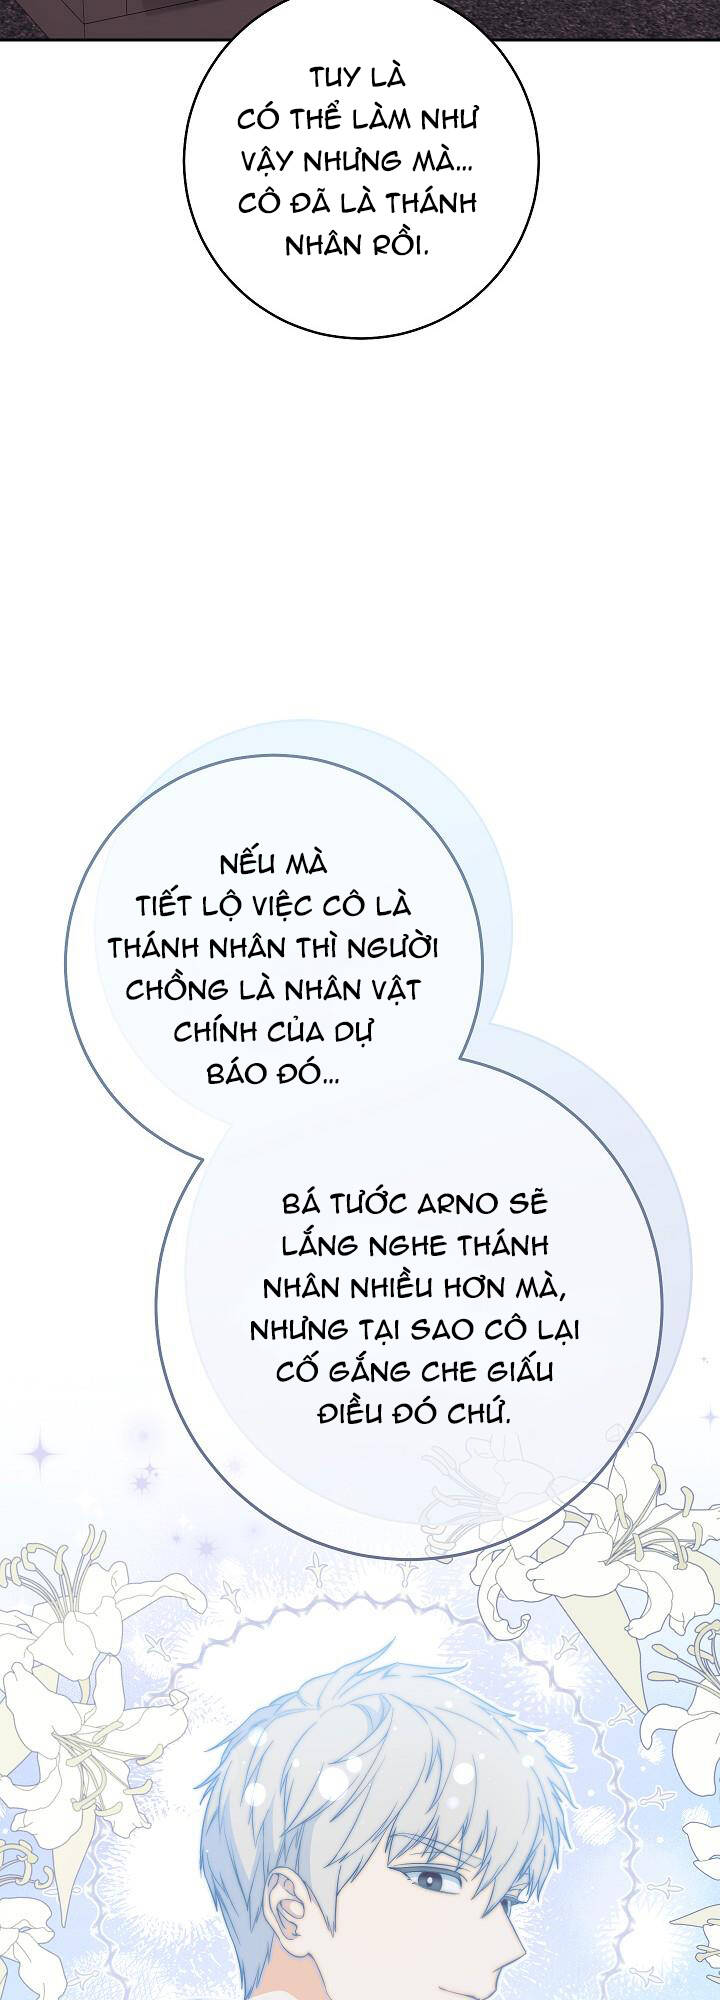 TUY LÀ
CÓ THỂ LÀM NHƯ
VẬY NHƯNG MÀ...
CÔ ĐÃ LÀ THÁNH
NHÂN RỒI.
NẾU MÀ
TIẾT LỘ VIỆC CÔ LÀ
THÁNH NHÂN THÌ NGƯỜI
CHỒNG LÀ NHÂN VẬT
CHÍNH CỦA DỰ
BÁO ĐÓ...
BÁ TƯỚC ARNO SẼ
LẮNG NGHE THÁNH
NHÂN NHIỀU HƠN MÀ,
NHƯNG TẠI SAO CÔ LẠI
CỐ GẮNG CHE GIẤU
ĐIỀU ĐÓ CHỨ.